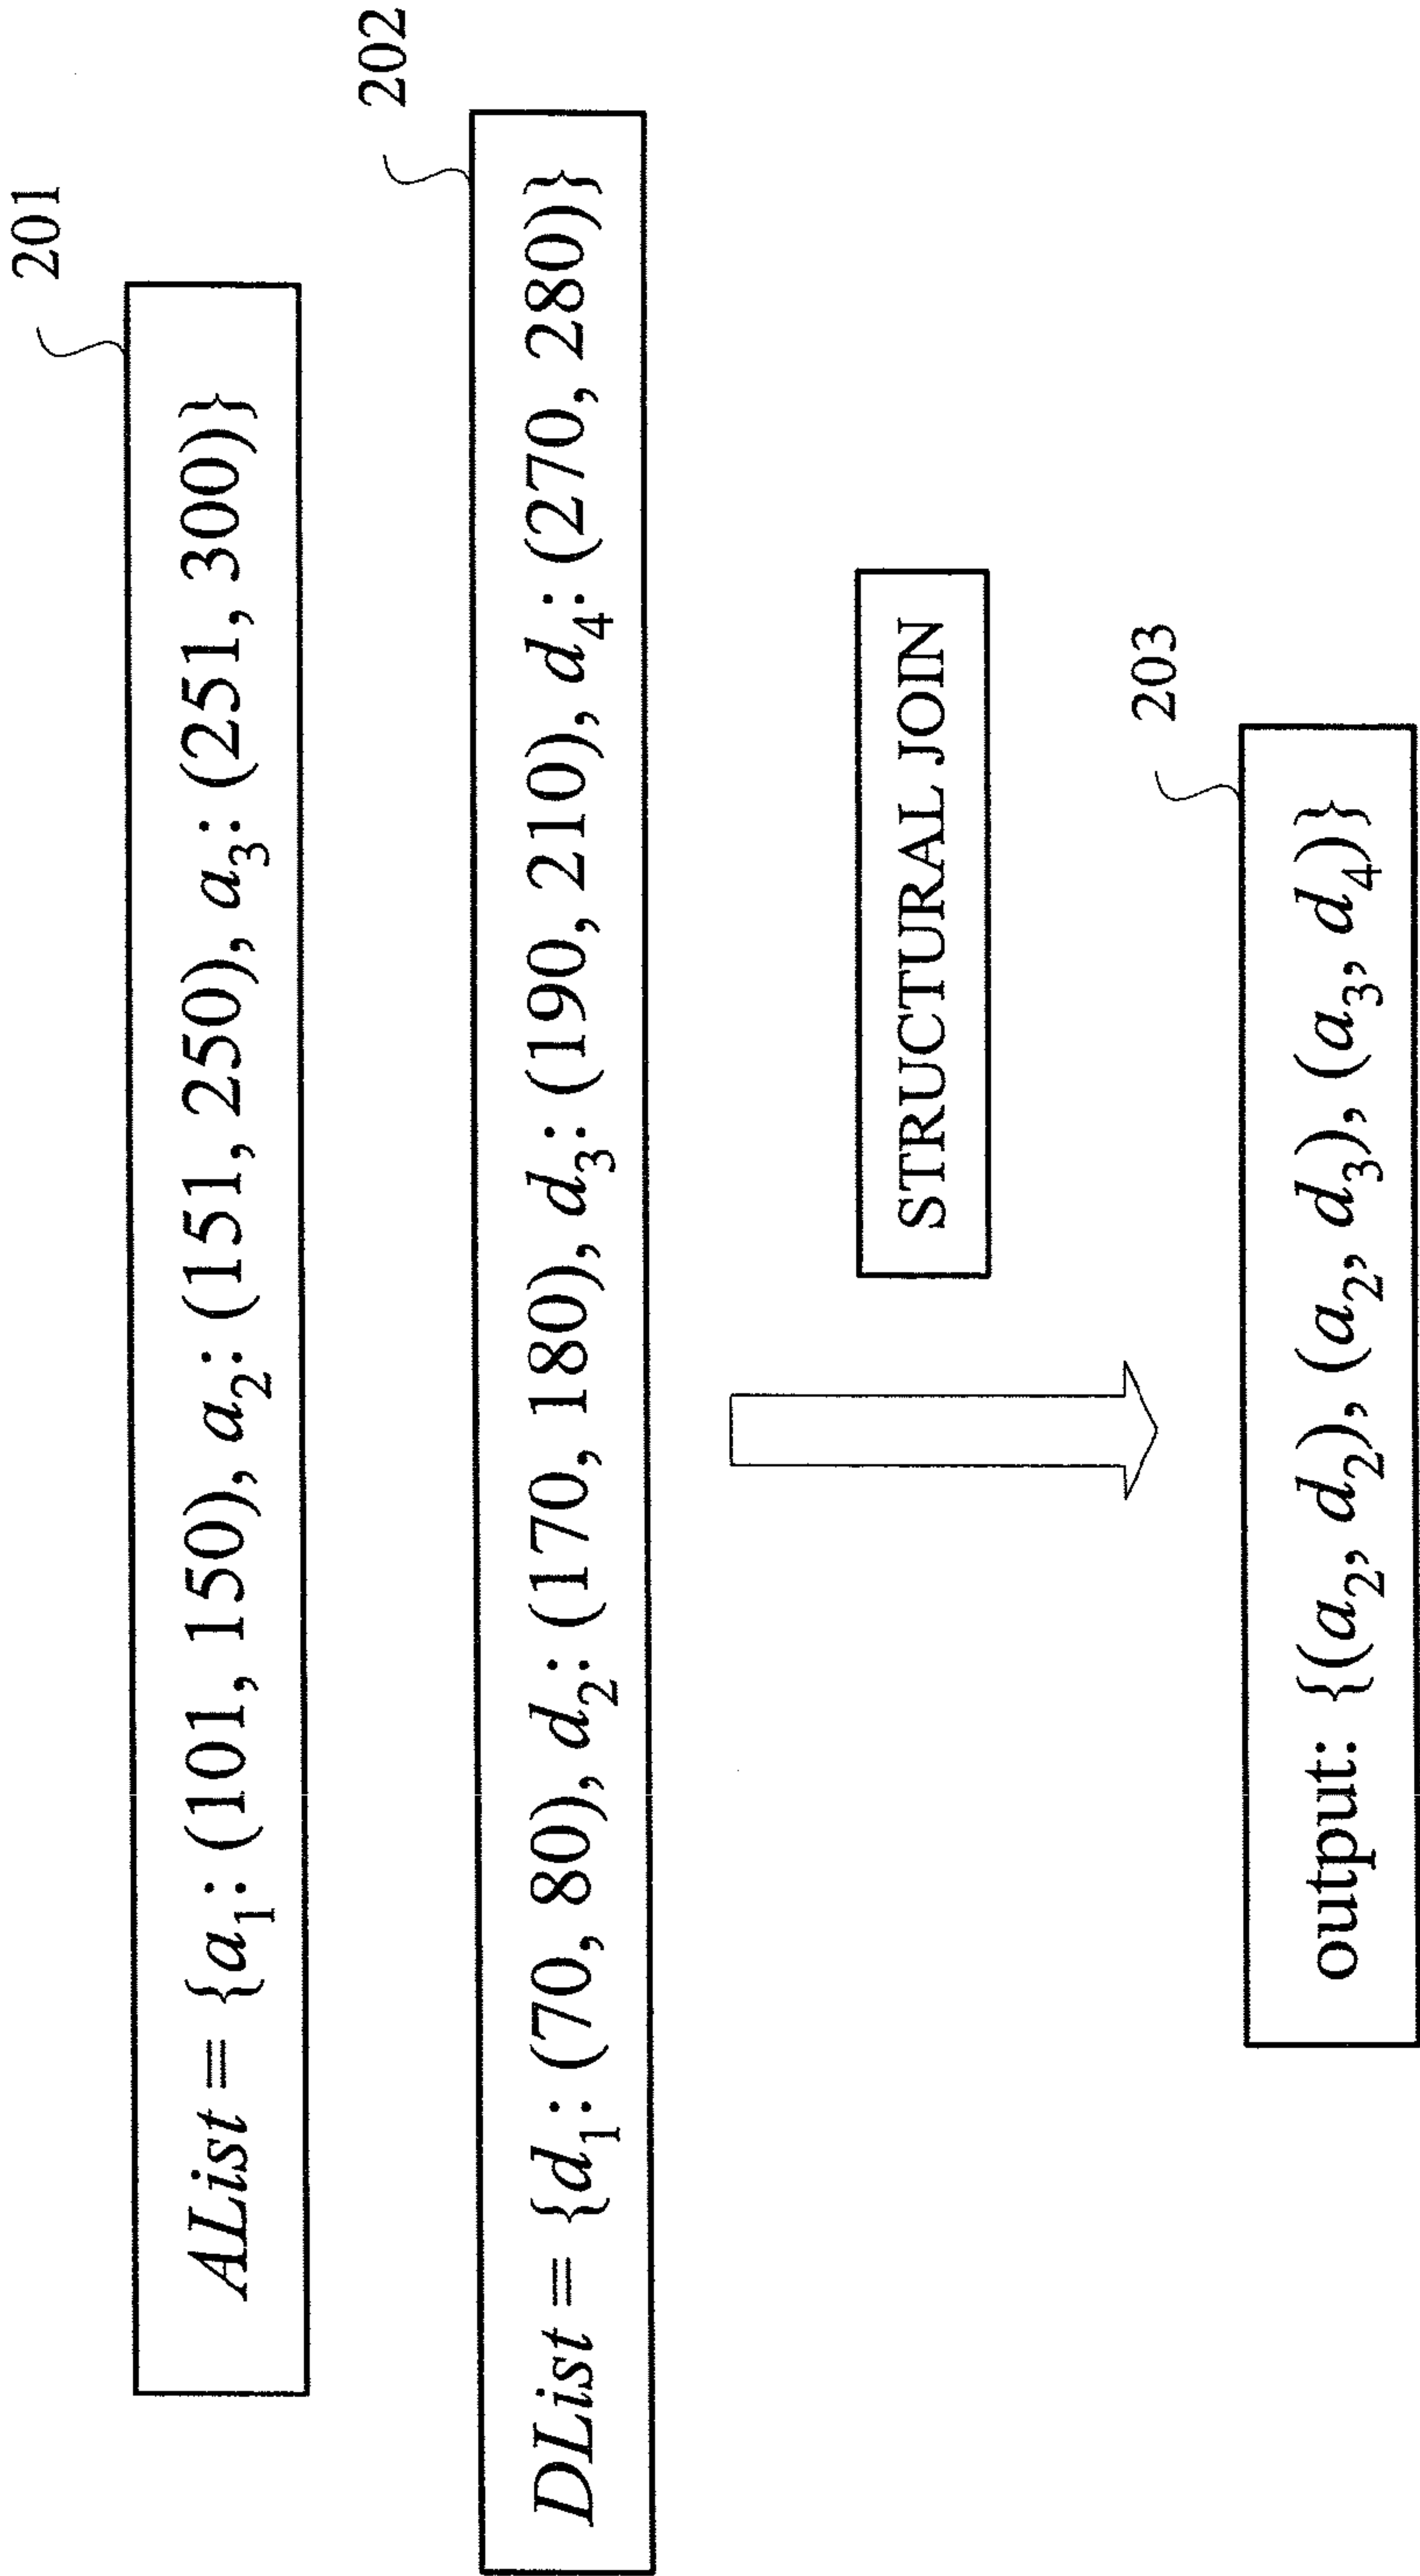 201
AList = {a₁: (101, 150), a₂: (151, 250), a₃: (251, 300)}
202
DList = {d₁: (70, 80), d₂: (170, 180), d₃: (190, 210), d₄: (270, 280)}
STRUCTURAL JOIN
203
output: {(a₂, d₂), (a₂, d₃), (a₃, d₄)}